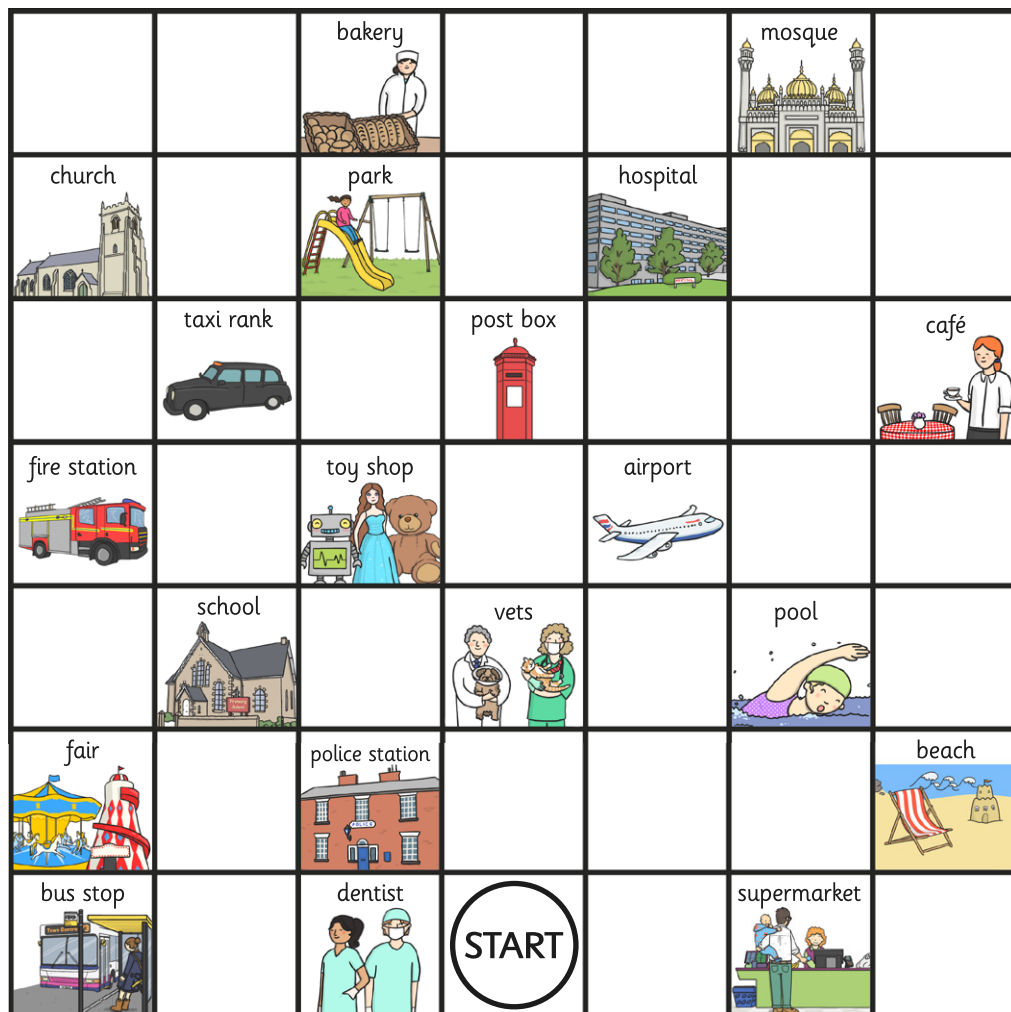 bakery
mosque
church
park
hospital
taxi rank
post box
café
fire station
toy shop
airport
school
vets
pool
fair
police station
POLICE
beach
bus stop
dentist
START
supermarket